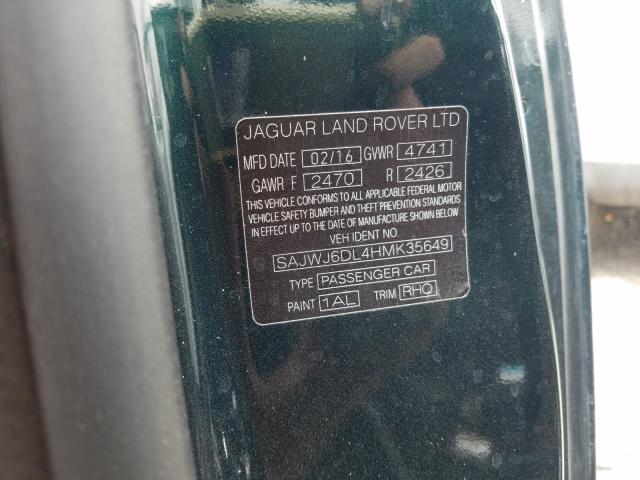 JAGUAR LAND ROVER LTD
MFD DATE 02/16 GVWR 4741
GAWR F 2470 R 2426
THIS VEHICLE CONFORMS TO ALL APPLICABLE FEDERAL MOTOR
VEHICLE SAFETY BUMPER AND THEFT PREVENTION STANDARDS
IN EFFECT UP TO THE DATE OF MANUFACTURE SHOWN BELOW
VEH IDENT NO
SAJWJ6DL4HMK35649
TYPE PASSENGER CAR
PAINT 1AL TRIM RHQ